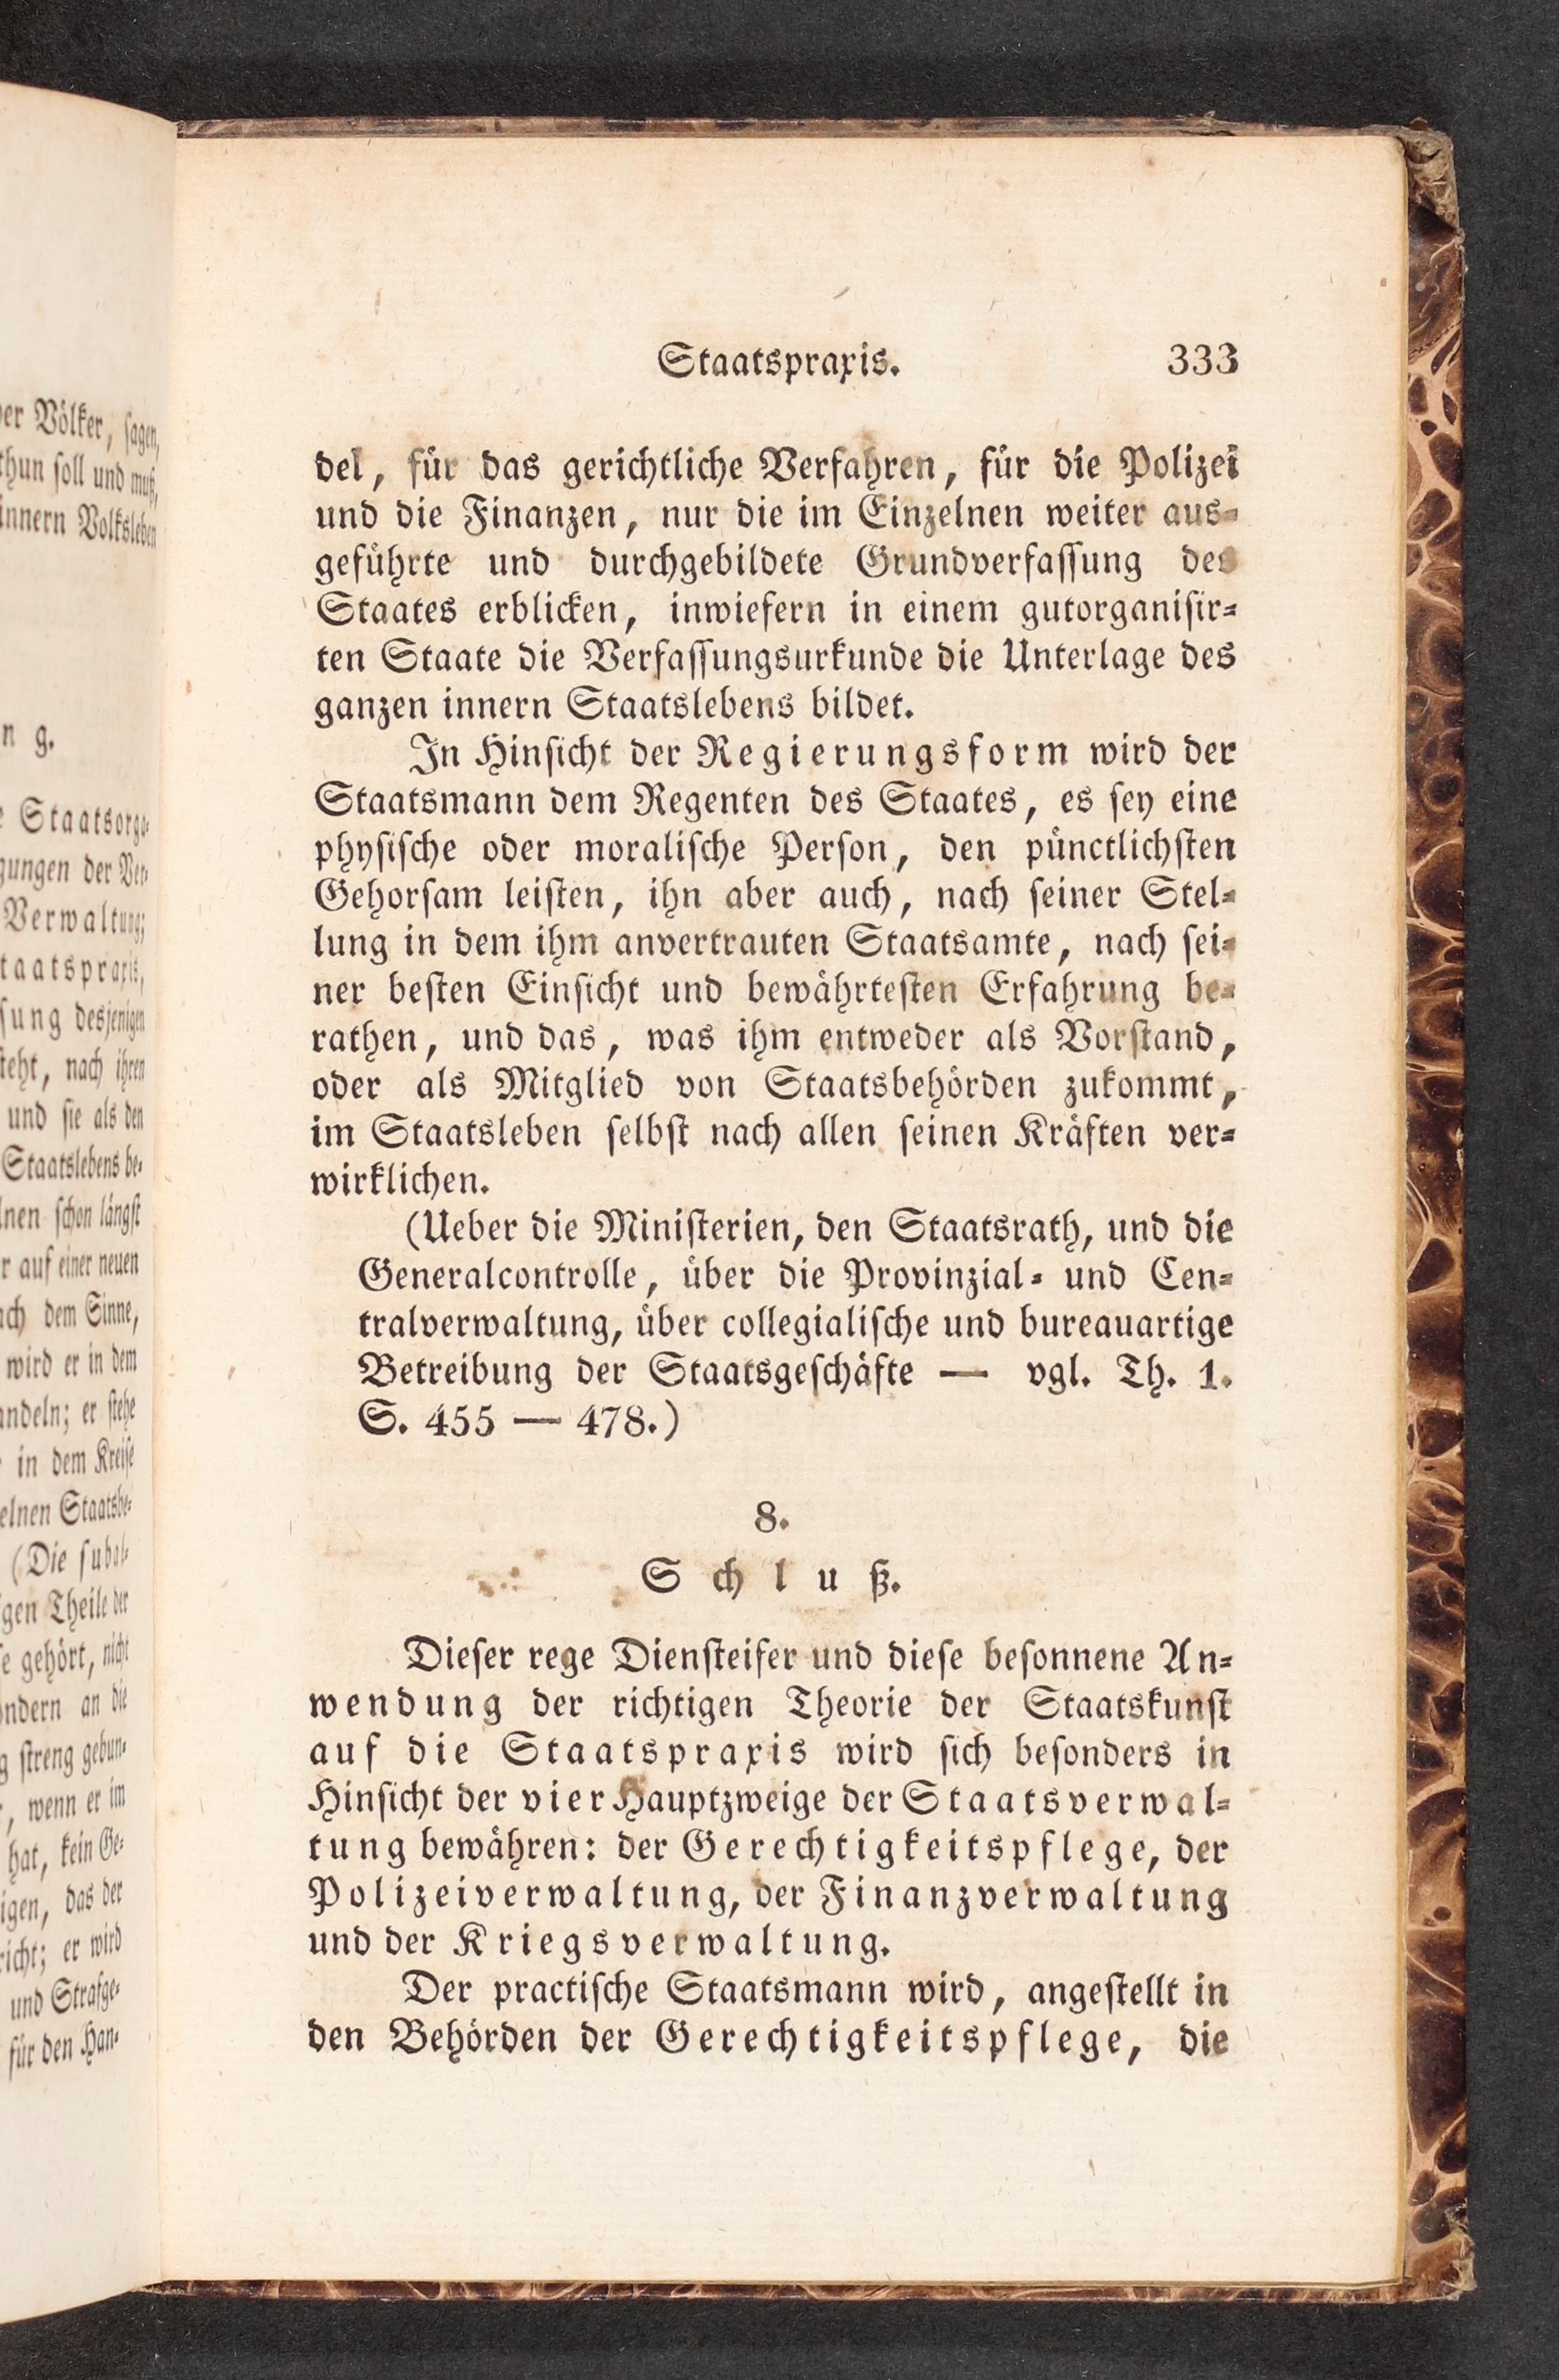 Staatspraxis. 333
del, für das gerichtliche Verfahren, für die Polizei
und die Finanzen, nur die im Einzelnen weiter aus-
geführte und durchgebildete Grundverfassung des
Staates erblicken, inwiefern in einem gutorganisir-
ten Staate die Verfassungsurkunde die Unterlage des
ganzen innern Staatslebens bildet.
In Hinsicht der Regierungsform wird der
Staatsmann dem Regenten des Staates, es sey eine
physische oder moralische Person, den pünctlichsten
Gehorsam leisten, ihn aber auch, nach seiner Stel-
lung in dem ihm anvertrauten Staatsamte, nach sei-
ner besten Einsicht und bewährtesten Erfahrung be-
rathen, und das, was ihm entweder als Vorstand,
oder als Mitglied von Staatsbehörden zukommt,
im Staatsleben selbst nach allen seinen Kräften ver-
wirklichen.
(Ueber die Ministerien, den Staatsrath, und die
Generalcontrolle, über die Provinzial- und Cen-
tralverwaltung, über collegialische und bureauartige
Betreibung der Staatsgeschäfte — vgl. Th. 1.
S. 455 — 478.)
8.
Schluß.
Dieser rege Diensteifer und diese besonnene An-
wendung der richtigen Theorie der Staatskunst
auf die Staatspraxis wird sich besonders in
Hinsicht der vier Hauptzweige der Staatsverwal-
tung bewähren: der Gerechtigkeitspflege, der
Polizeiverwaltung, der Finanzverwaltung
und der Kriegsverwaltung.
Der practische Staatsmann wird, angestellt in
den Behörden der Gerechtigkeitspflege, die